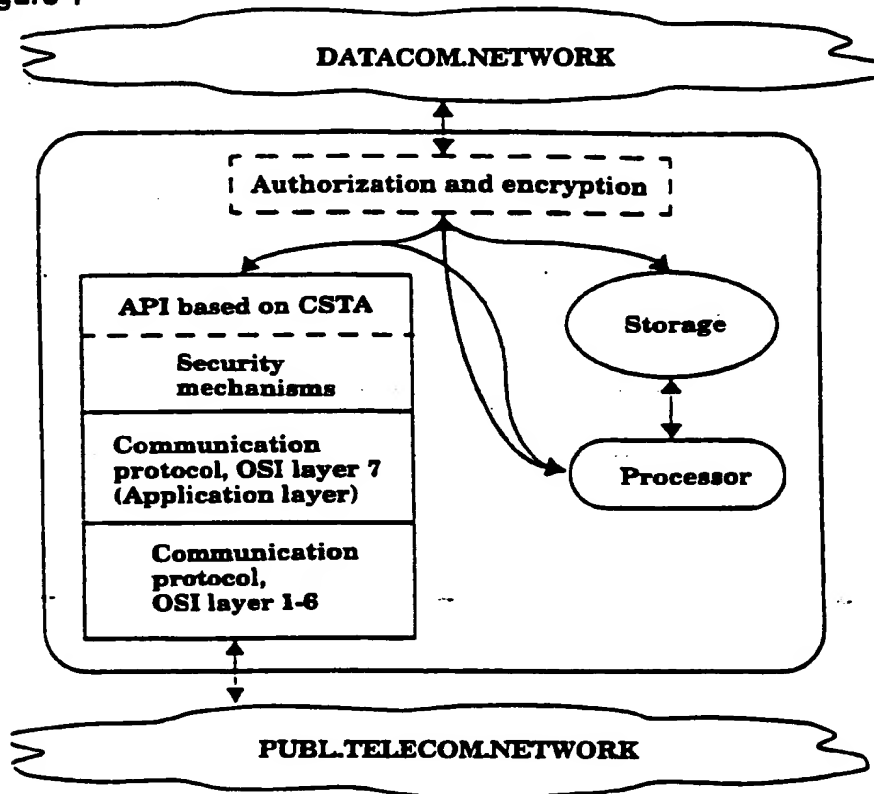 DATACOM.NETWORK
Authorization and encryption
API based on CSTA
Security
mechanisms
Communication
protocol, OSI layer 7
(Application layer)
Communication
protocol,
OSI layer 1-6
Storage
Processor
PUBL.TELECOM.NETWORK